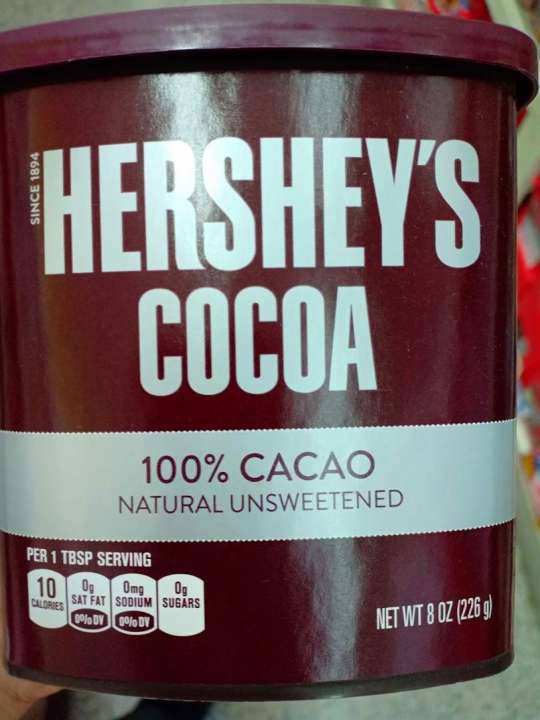 SINCE 1894
HERSHEY'S
COCOA
100% CACAO
NATURAL UNSWEETENED
PER 1 TBSP SERVING
10 CALORIES
0g SAT FAT 0% DV
0mg SODIUM 0% DV
0g SUGARS
NET WT 8 OZ (226 g)